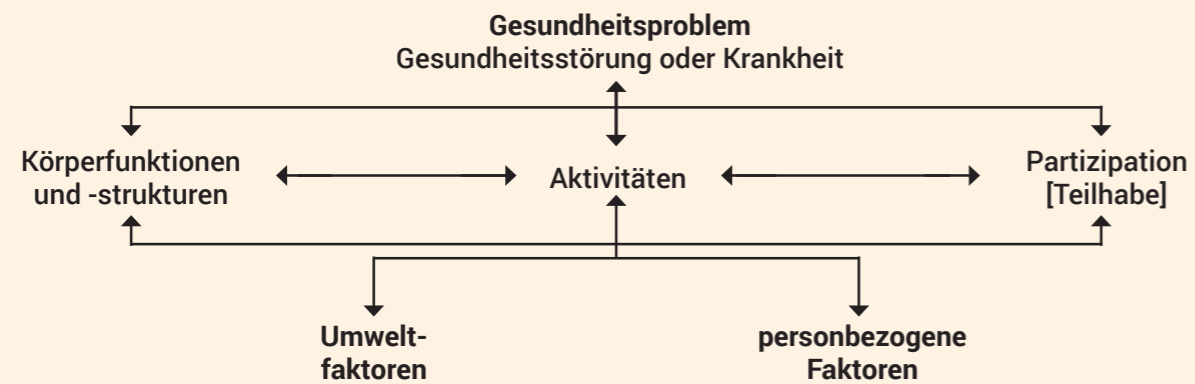 Gesundheitsproblem
Gesundheitsstörung oder Krankheit
Körperfunktionen
und -strukturen
Aktivitäten
Partizipation
[Teilhabe]
Umwelt-
faktoren
personbezogene
Faktoren